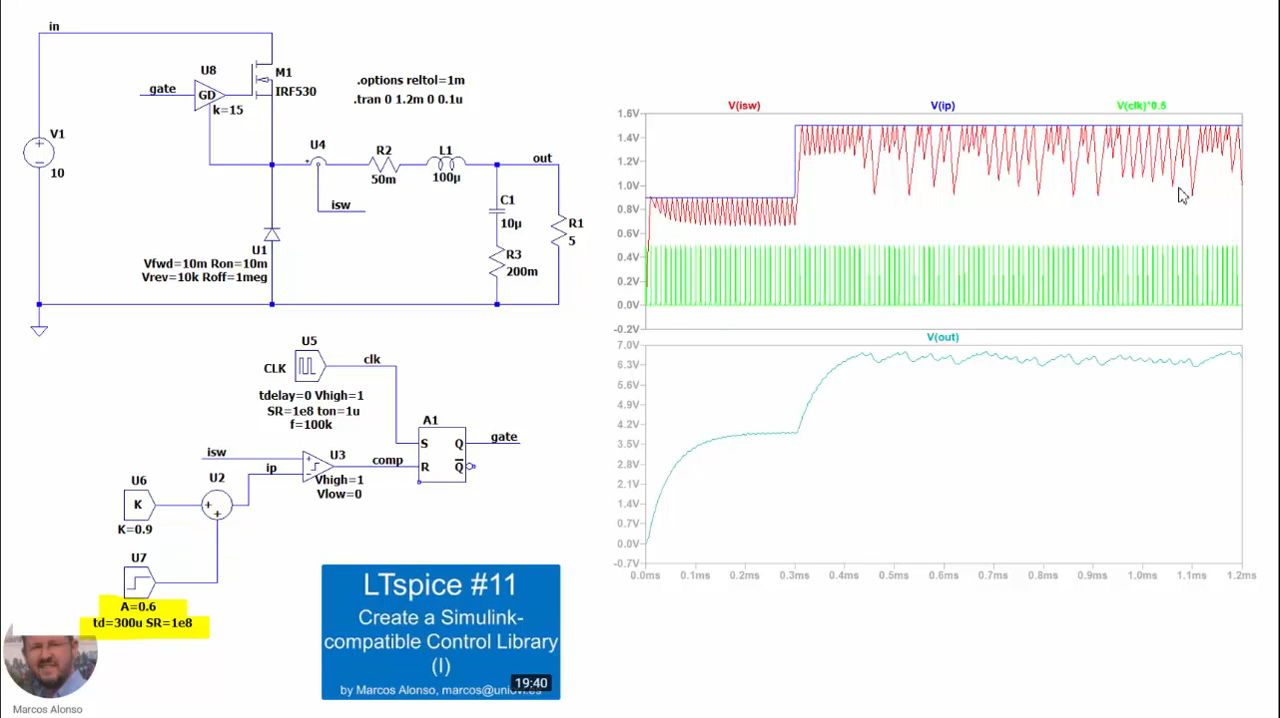 in
V1
10
gate
U8
GD
k=15
M1
IRF530
.options reltol=1m
.tran 0 1.2m 0 0.1u
U4
isw
R2
50m
L1
100µ
out
C1
10µ
R3
200m
R1
5
U1
Vfwd=10m Ron=10m
Vrev=10k Roff=1meg
U5
CLK
clk
tdelay=0 Vhigh=1
SR=1e8 ton=1u
f=100k
A1
S
R
Q
Q
gate
isw
ip
U3
comp
Vhigh=1
Vlow=0
U2
U6
K
K=0.9
U7
A=0.6
td=300u SR=1e8
Marcos Alonso
LTspice #11
Create a Simulink-
compatible Control Library
(I)
by Marcos Alonso, marcos@uniovi.es
19:40
V(isw)
V(ip)
V(clk)*0.5
1.6V
1.4V
1.2V
1.0V
0.8V
0.6V
0.4V
0.2V
0.0V
-0.2V
V(out)
7.0V
6.3V
5.6V
4.9V
4.2V
3.5V
2.8V
2.1V
1.4V
0.7V
0.0V
-0.7V
0.0ms
0.1ms
0.2ms
0.3ms
0.4ms
0.5ms
0.6ms
0.7ms
0.8ms
0.9ms
1.0ms
1.1ms
1.2ms